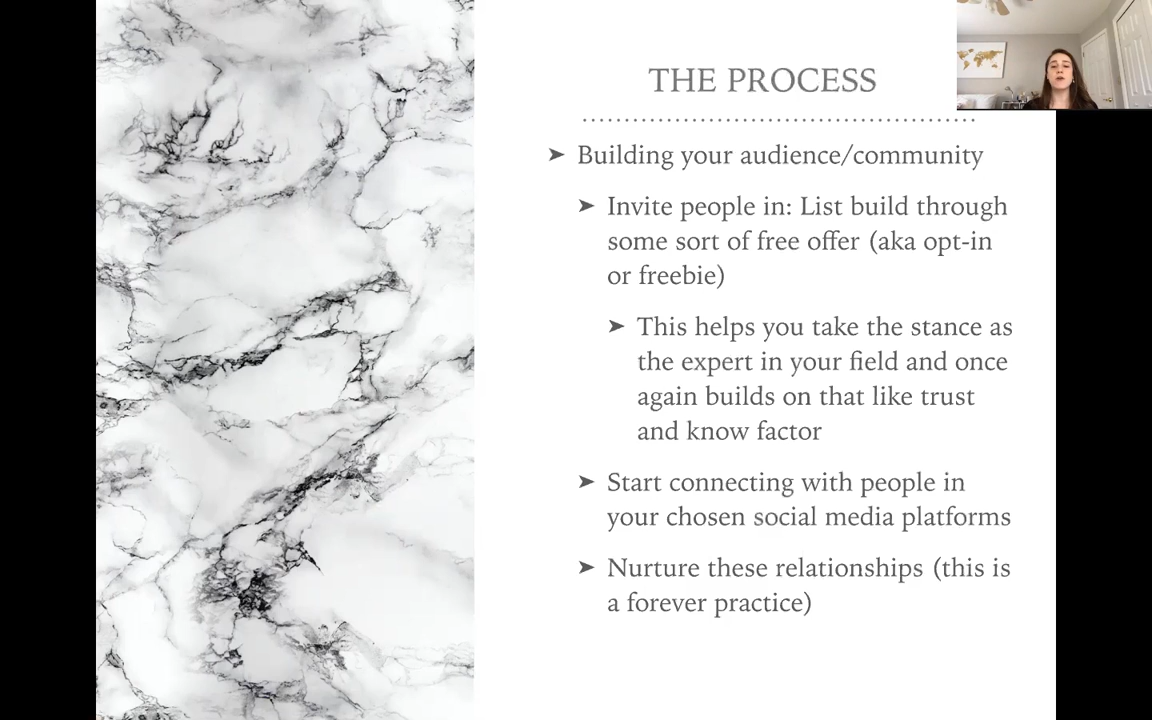 THE PROCESS
➤ Building your audience/community
➤ Invite people in: List build through
some sort of free offer (aka opt-in
or freebie)
➤ This helps you take the stance as
the expert in your field and once
again builds on that like trust
and know factor
➤ Start connecting with people in
your chosen social media platforms
➤ Nurture these relationships (this is
a forever practice)